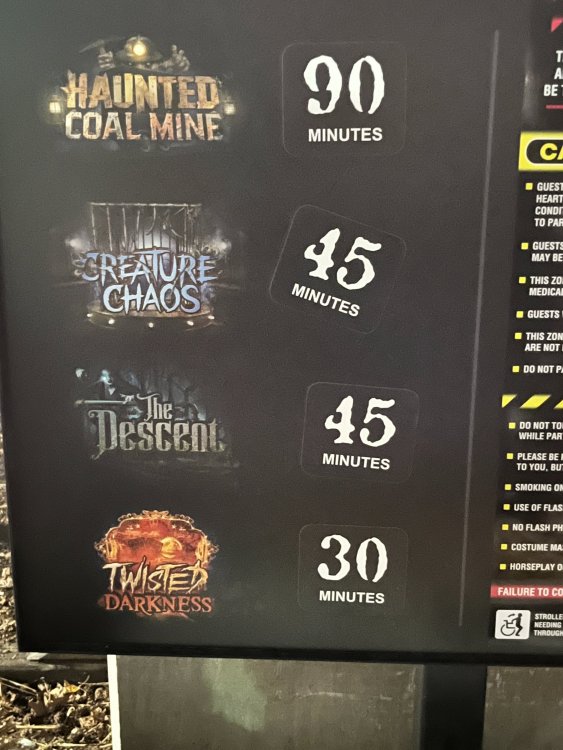 HAUNTED
COAL MINE
90
MINUTES
CREATURE
CHAOS
45
MINUTES
The
Descent
45
MINUTES
TWISTED
DARKNESS
30
MINUTES
BE
GUEST
HEART
CONDIT
TO PAR
GUESTS
MAY BE
THIS ZO
MEDICA
GUESTS
THIS ZON
ARE NOT
DO NOT PA
DO NOT TO
WHILE PAR
PLEASE BE
TO YOU, BUT
SMOKING ON
USE OF FLAS
NO FLASH PH
COSTUME MA
HORSEPLAY O
FAILURE TO CO
STROLLE
NEEDING
THROUGH